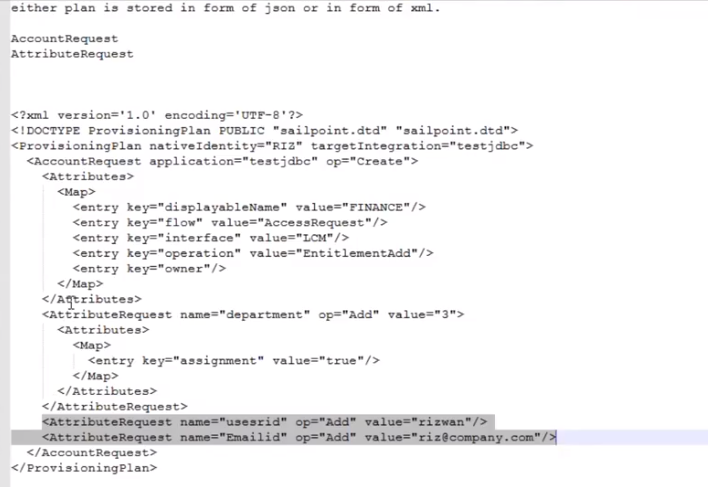 either plan is stored in form of json or in form of xml.
AccountRequest
AttributeRequest
<?xml version='1.0' encoding='UTF-8'?>
<!DOCTYPE ProvisioningPlan PUBLIC "sailpoint.dtd" "sailpoint.dtd">
<ProvisioningPlan nativeIdentity="RIZ" targetIntegration="testjdbc">
<AccountRequest application="testjdbc" op="Create">
<Attributes>
<Map>
<entry key="displayableName" value="FINANCE"/>
<entry key="flow" value="AccessRequest"/>
<entry key="interface" value="LCM"/>
<entry key="operation" value="EntitlementAdd"/>
<entry key="owner"/>
</Map>
</Attributes>
<AttributeRequest name="department" op="Add" value="3">
<Attributes>
<Map>
<entry key="assignment" value="true"/>
</Map>
</Attributes>
</AttributeRequest>
<AttributeRequest name="usesrid" op="Add" value="rizwan"/>
<AttributeRequest name="Emailid" op="Add" value="riz@company.com"/>
</AccountRequest>
</ProvisioningPlan>